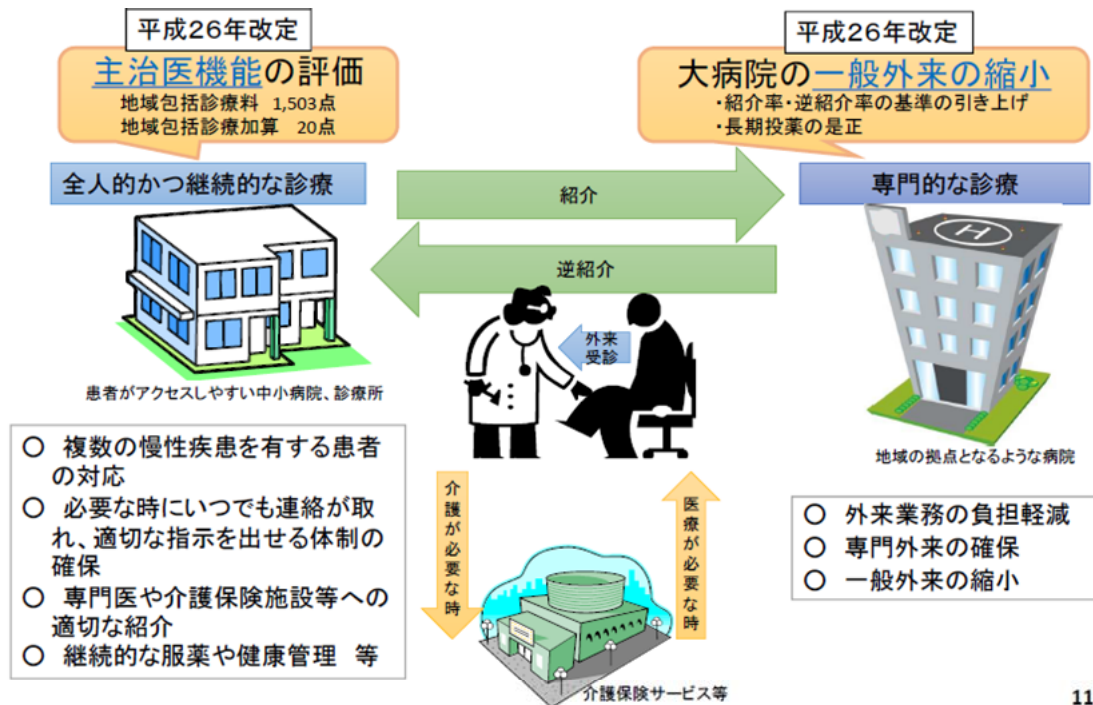 平成26年改定
主治医機能の評価
地域包括診療料 1,503点
地域包括診療加算 20点
平成26年改定
大病院の一般外来の縮小
・紹介率・逆紹介率の基準の引き上げ
・長期投薬の是正
全人的かつ継続的な診療
紹介
専門的な診療
逆紹介
H
外来
受診
患者がアクセスしやすい中小病院、診療所
地域の拠点となるような病院
○ 複数の慢性疾患を有する患者
の対応
○ 必要な時にいつでも連絡が取
れ、適切な指示を出せる体制の
確保
○ 専門医や介護保険施設等への
適切な紹介
○ 継続的な服薬や健康管理 等
介護が必要な時
医療が必要な時
○ 外来業務の負担軽減
○ 専門外来の確保
○ 一般外来の縮小
介護保険サービス等
11